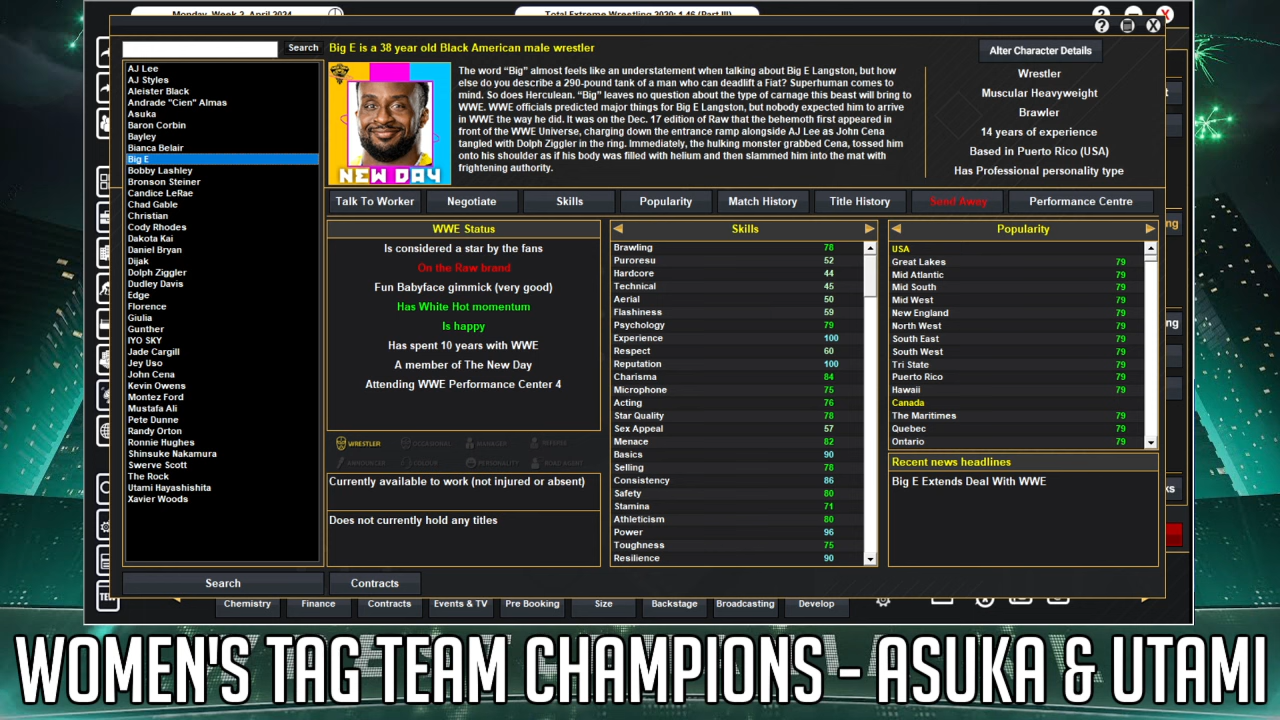 Monday, Week 2, April 2024
Total Extreme Wrestling 2020: 1.46 (Part III)
Search
Big E is a 38 year old Black American male wrestler
Alter Character Details
AJ Lee
AJ Styles
Aleister Black
Andrade "Cien" Almas
Asuka
Baron Corbin
Bayley
Bianca Belair
Big E
Bobby Lashley
Bronson Steiner
Candice LeRae
Chad Gable
Christian
Cody Rhodes
Dakota Kai
Daniel Bryan
Dijak
Dolph Ziggler
Dudley Davis
Edge
Florence
Giulia
Gunther
IYO SKY
Jade Cargill
Jey Uso
John Cena
Kevin Owens
Montez Ford
Mustafa Ali
Pete Dunne
Randy Orton
Ronnie Hughes
Shinsuke Nakamura
Swerve Scott
The Rock
Utami Hayashishita
Xavier Woods
NEW DAY
The word "Big" almost feels like an understatement when talking about Big E Langston, but how
else do you describe a 290-pound tank of a man who can deadlift a Fiat? Superhuman comes to
mind. So does Herculean. "Big" leaves no question about the type of carnage this beast will bring to
WWE. WWE officials predicted major things for Big E Langston, but nobody expected him to arrive
in WWE the way he did. It was on the Dec. 17 edition of Raw that the behemoth first appeared in
front of the WWE Universe, charging down the entrance ramp alongside AJ Lee as John Cena
tangled with Dolph Ziggler in the ring. Immediately, the hulking monster grabbed Cena, tossed him
onto his shoulder as if his body was filled with helium and then slammed him into the mat with
frightening authority.
Wrestler
Muscular Heavyweight
Brawler
14 years of experience
Based in Puerto Rico (USA)
Has Professional personality type
Talk To Worker
Negotiate
Skills
Popularity
Match History
Title History
Send Away
Performance Centre
WWE Status
Is considered a star by the fans
On the Raw brand
Fun Babyface gimmick (very good)
Has White Hot momentum
Is happy
Has spent 10 years with WWE
A member of The New Day
Attending WWE Performance Center 4
WRESTLER
OCCASIONAL
MANAGER
REFEREE
ANNOUNCER
COLOUR
PERSONALITY
ROAD AGENT
Currently available to work (not injured or absent)
Does not currently hold any titles
Skills
Brawling 78
Puroresu 52
Hardcore 44
Technical 45
Aerial 50
Flashiness 59
Psychology 79
Experience 100
Respect 60
Reputation 100
Charisma 84
Microphone 75
Acting 76
Star Quality 78
Sex Appeal 57
Menace 82
Basics 90
Selling 78
Consistency 86
Safety 80
Stamina 71
Athleticism 80
Power 96
Toughness 75
Resilience 90
Popularity
USA
Great Lakes 79
Mid Atlantic 79
Mid South 79
Mid West 79
New England 79
North West 79
South East 79
South West 79
Tri State 79
Puerto Rico 79
Hawaii 79
Canada
The Maritimes 79
Quebec 79
Ontario 79
Recent news headlines
Big E Extends Deal With WWE
Search
Contracts
Chemistry
Finance
Contracts
Events & TV
Pre Booking
Size
Backstage
Broadcasting
Develop
WOMEN'S TAG TEAM CHAMPIONS - ASUKA & UTAMI